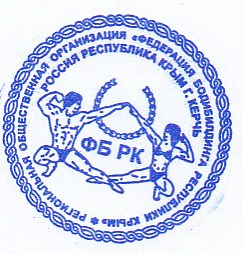 РЕГИОНАЛЬНАЯ ОБЩЕСТВЕННАЯ ОРГАНИЗАЦИЯ «ФЕДЕРАЦИЯ БОДИБИЛДИНГА РЕСПУБЛИКИ КРЫМ» *
РОССИЯ РЕСПУБЛИКА КРЫМ Г. КЕРЧЬ
ФБ РК